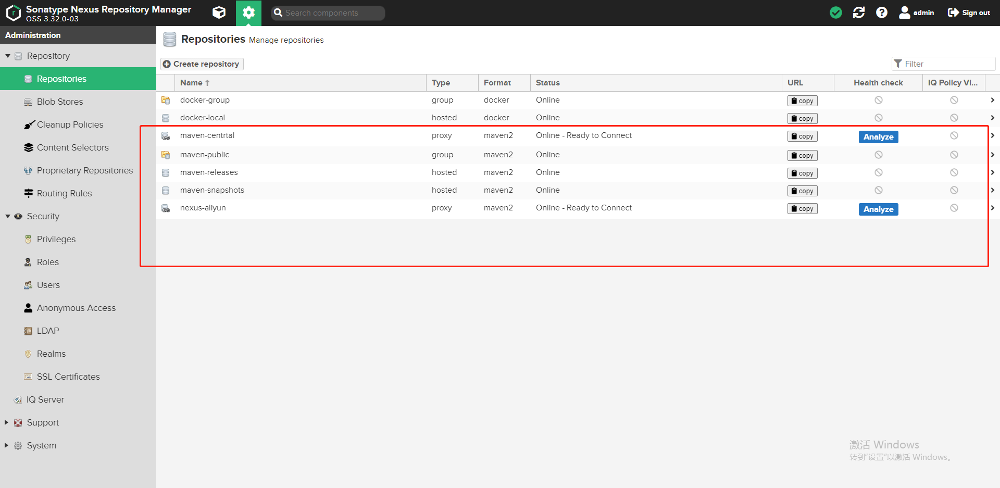 Sonatype Nexus Repository Manager
OSS 3.32.0-03
Search components
admin
Sign out
Administration
Repository
Repositories
Blob Stores
Cleanup Policies
Content Selectors
Proprietary Repositories
Routing Rules
Security
Privileges
Roles
Users
Anonymous Access
LDAP
Realms
SSL Certificates
IQ Server
Support
System
Repositories Manage repositories
Create repository
Filter
Name Type Format Status URL Health check IQ Policy Vi...
docker-group group docker Online copy
docker-local hosted docker Online copy
maven-centrtal proxy maven2 Online - Ready to Connect copy Analyze
maven-public group maven2 Online copy
maven-releases hosted maven2 Online copy
maven-snapshots hosted maven2 Online copy
nexus-aliyun proxy maven2 Online - Ready to Connect copy Analyze
激活 Windows
转到"设置"以激活 Windows。